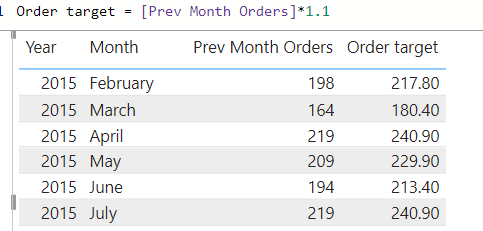 1 Order target = [Prev Month Orders]*1.1
Year Month Prev Month Orders Order target
2015 February 198 217.80
2015 March 164 180.40
2015 April 219 240.90
2015 May 209 229.90
2015 June 194 213.40
2015 July 219 240.90